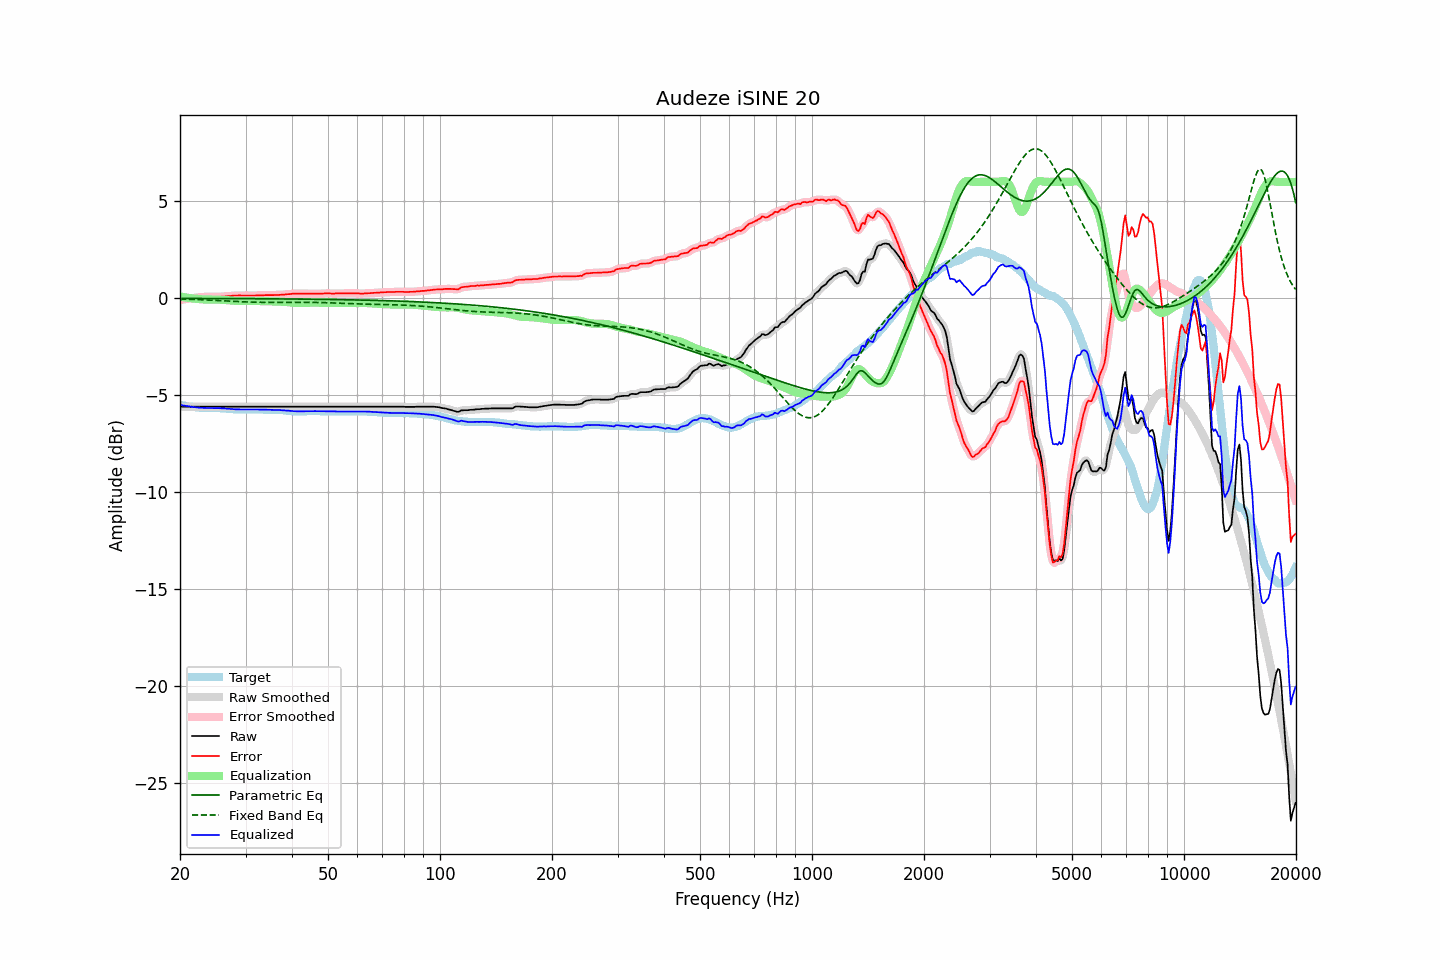 Audeze iSINE 20
Amplitude (dBr)
5
0
−5
−10
−15
−20
−25
Target
Raw Smoothed
Error Smoothed
Raw
Error
Equalization
Parametric Eq
Fixed Band Eq
Equalized
20 50 100 200 500 1000 2000 5000 10000 20000
Frequency (Hz)